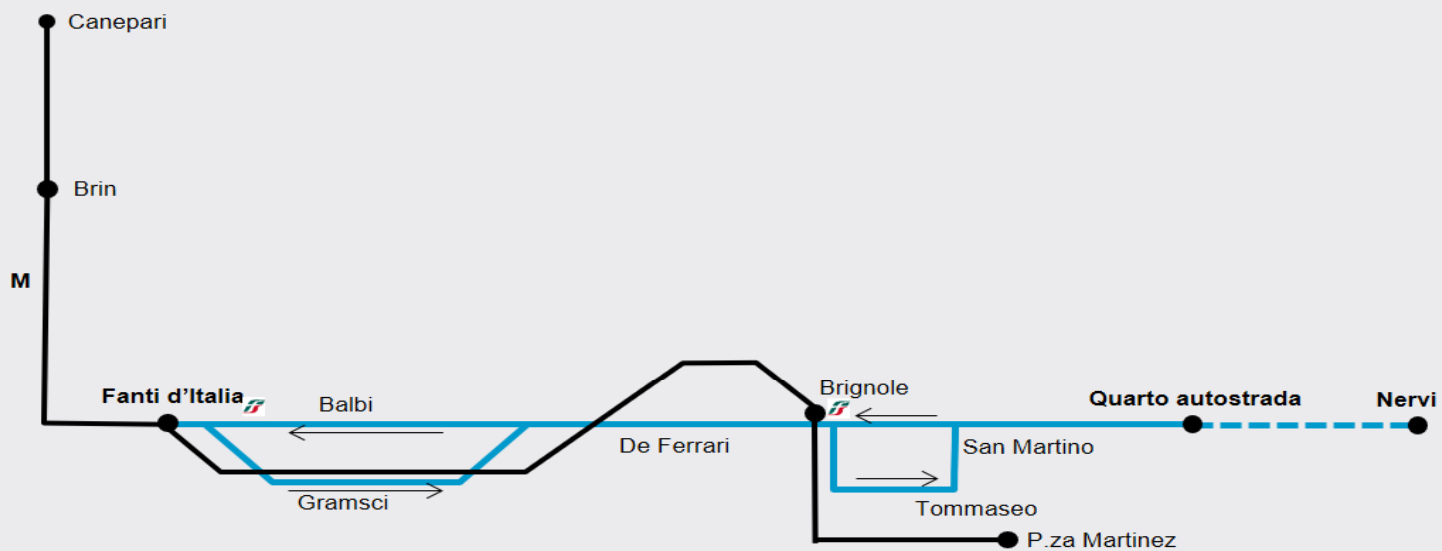 Canepari
Brin
M
Fanti d’Italia
Balbi
Brignole
Quarto autostrada
Nervi
De Ferrari
San Martino
Gramsci
Tommaseo
P.za Martinez